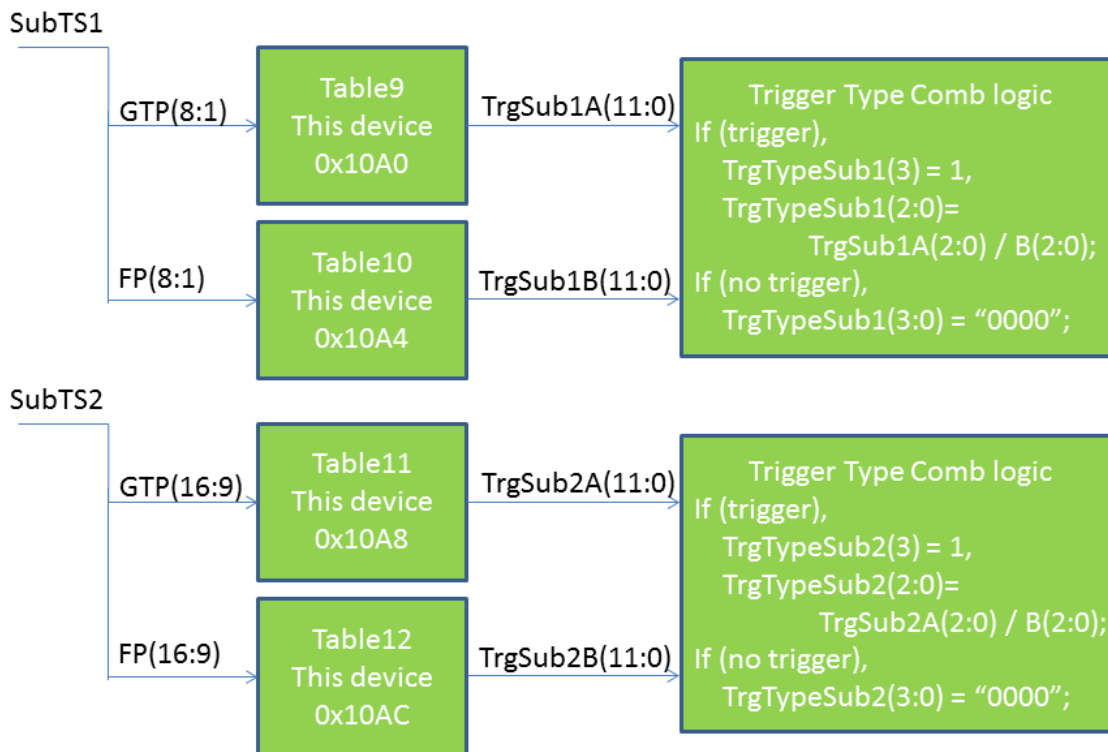 SubTS1
GTP(8:1)
Table9
This device
0x10A0
TrgSub1A(11:0)
FP(8:1)
Table10
This device
0x10A4
TrgSub1B(11:0)
Trigger Type Comb logic
If (trigger),
TrgTypeSub1(3) = 1,
TrgTypeSub1(2:0)=
TrgSub1A(2:0) / B(2:0);
If (no trigger),
TrgTypeSub1(3:0) = “0000”;
SubTS2
GTP(16:9)
Table11
This device
0x10A8
TrgSub2A(11:0)
FP(16:9)
Table12
This device
0x10AC
TrgSub2B(11:0)
Trigger Type Comb logic
If (trigger),
TrgTypeSub2(3) = 1,
TrgTypeSub2(2:0)=
TrgSub2A(2:0) / B(2:0);
If (no trigger),
TrgTypeSub2(3:0) = “0000”;